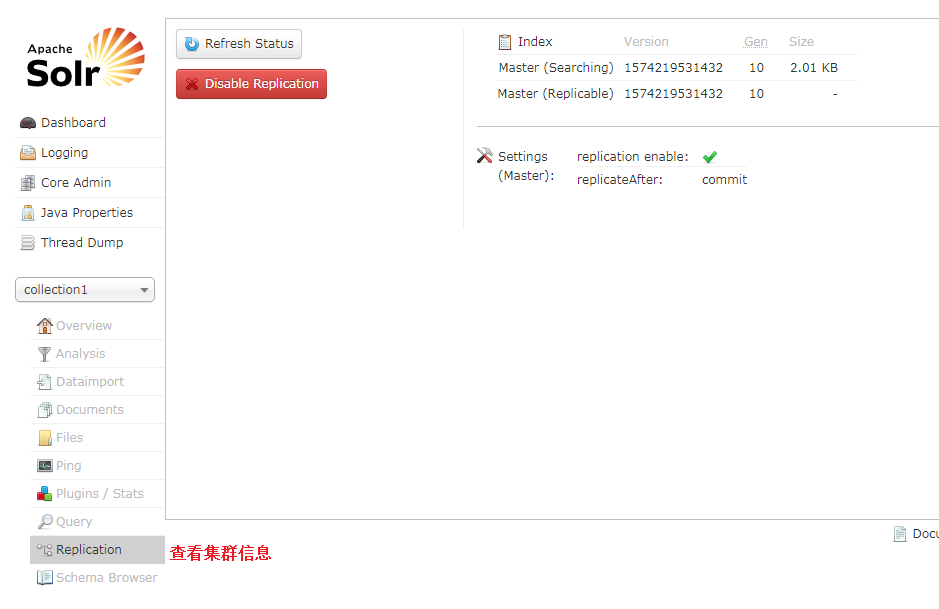 Apache
Solr
Dashboard
Logging
Core Admin
Java Properties
Thread Dump
collection1
Overview
Analysis
Dataimport
Documents
Files
Ping
Plugins / Stats
Query
Replication 查看集群信息
Schema Browser
Refresh Status
Disable Replication
Index Version Gen Size
Master (Searching) 1574219531432 10 2.01 KB
Master (Replicable) 1574219531432 10 -
Settings (Master):
replication enable:
replicateAfter: commit
Docu